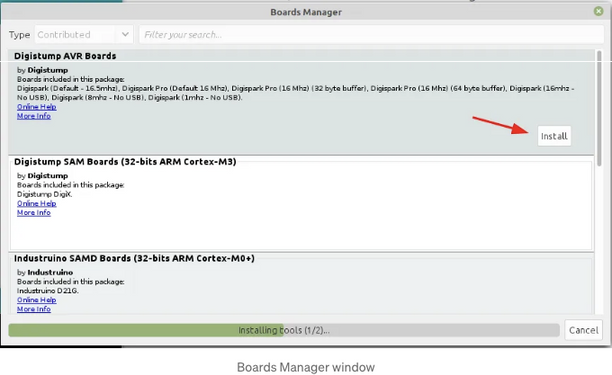 Boards Manager
Type Contributed Filter your search...
Digistump AVR Boards
by Digistump
Boards included in this package:
Digispark (Default - 16.5mhz), Digispark Pro (Default 16 Mhz), Digispark Pro (16 Mhz) (32 byte buffer), Digispark Pro (16 Mhz) (64 byte buffer), Digispark (16mhz -
No USB), Digispark (8mhz - No USB), Digispark (1mhz - No USB).
Online Help
More Info
Install
Digistump SAM Boards (32-bits ARM Cortex-M3)
by Digistump
Boards included in this package:
Digistump DigiX.
Online Help
More Info
Industruino SAMD Boards (32-bits ARM Cortex-M0+)
by Industruino
Boards included in this package:
Industruino D21G.
Online Help
More Info
Installing tools (1/2)...
Cancel
Boards Manager window